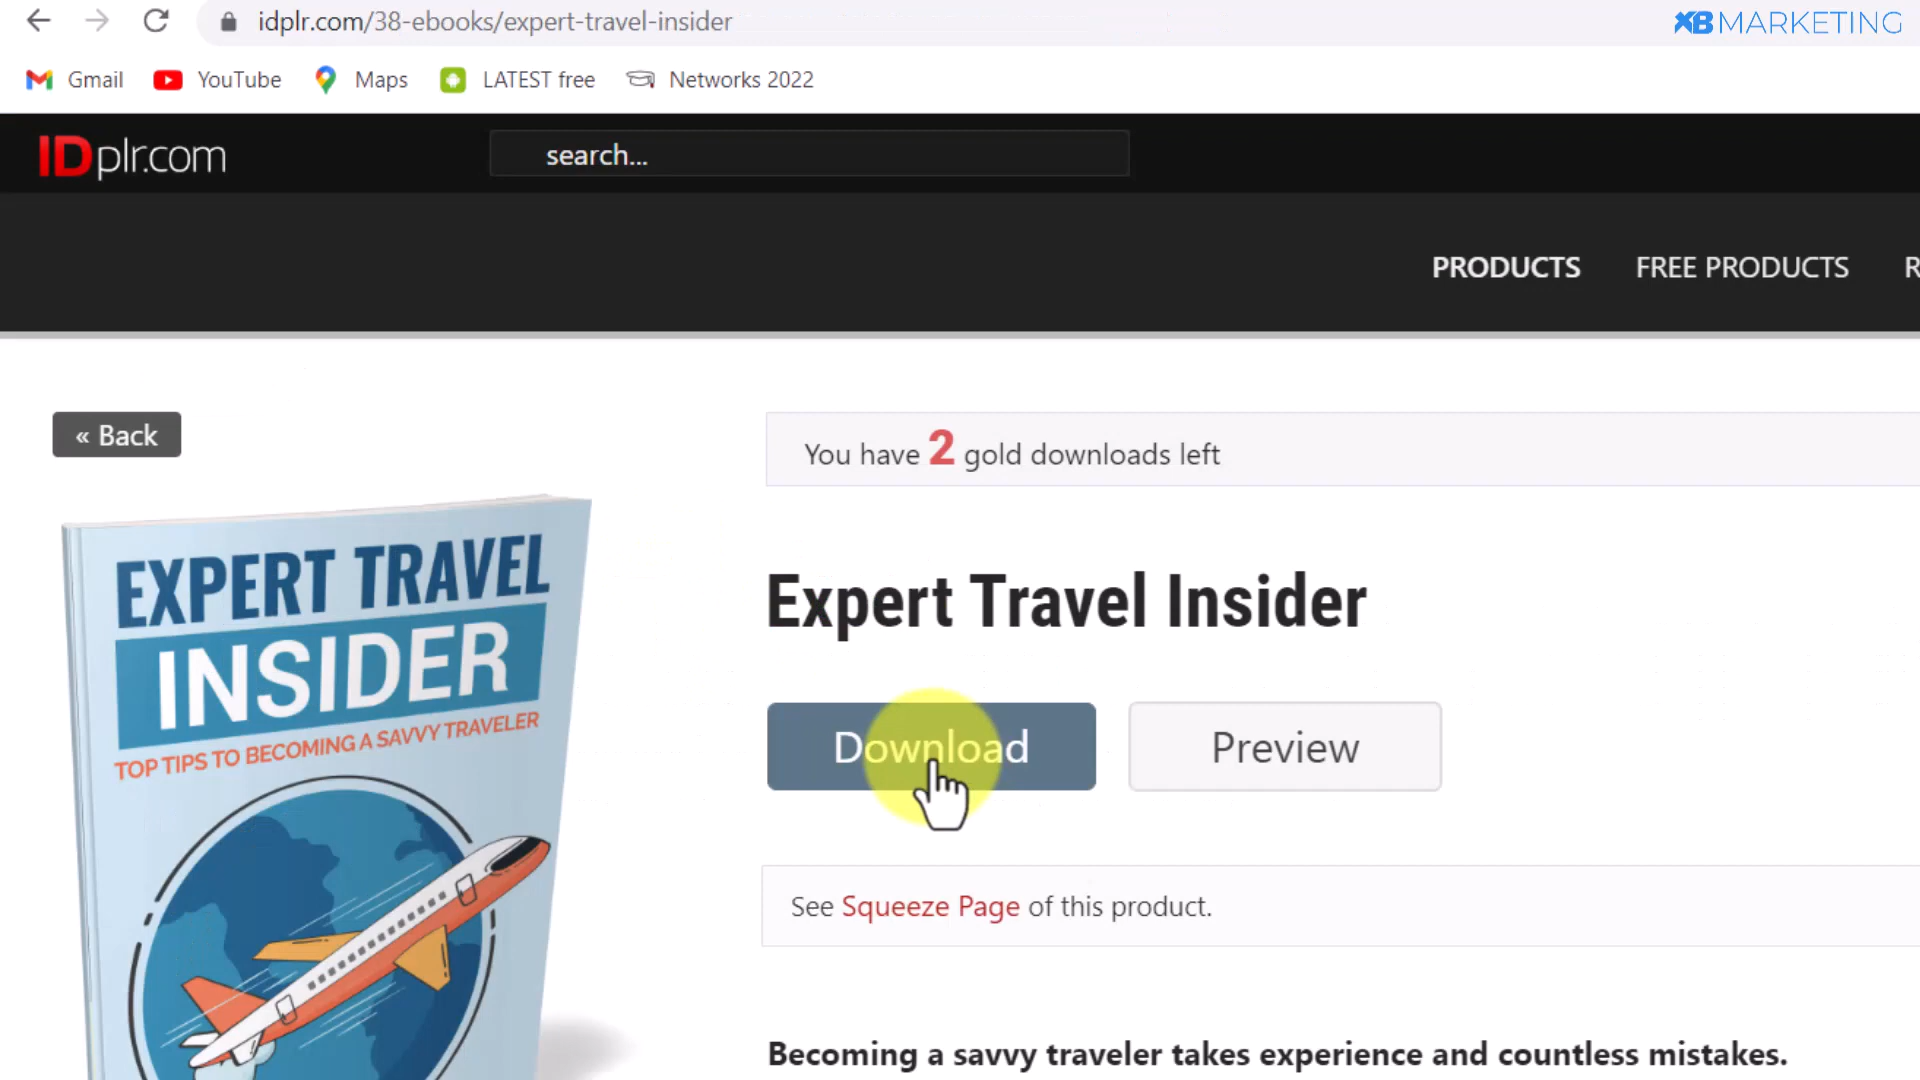 idplr.com/38-ebooks/expert-travel-insider
XB MARKETING
Gmail
YouTube
Maps
LATEST free
Networks 2022
IDplr.com
search...
PRODUCTS
FREE PRODUCTS
R
« Back
You have 2 gold downloads left
EXPERT TRAVEL
INSIDER
TOP TIPS TO BECOMING A SAVVY TRAVELER
Expert Travel Insider
Download
Preview
See Squeeze Page of this product.
Becoming a savvy traveler takes experience and countless mistakes.